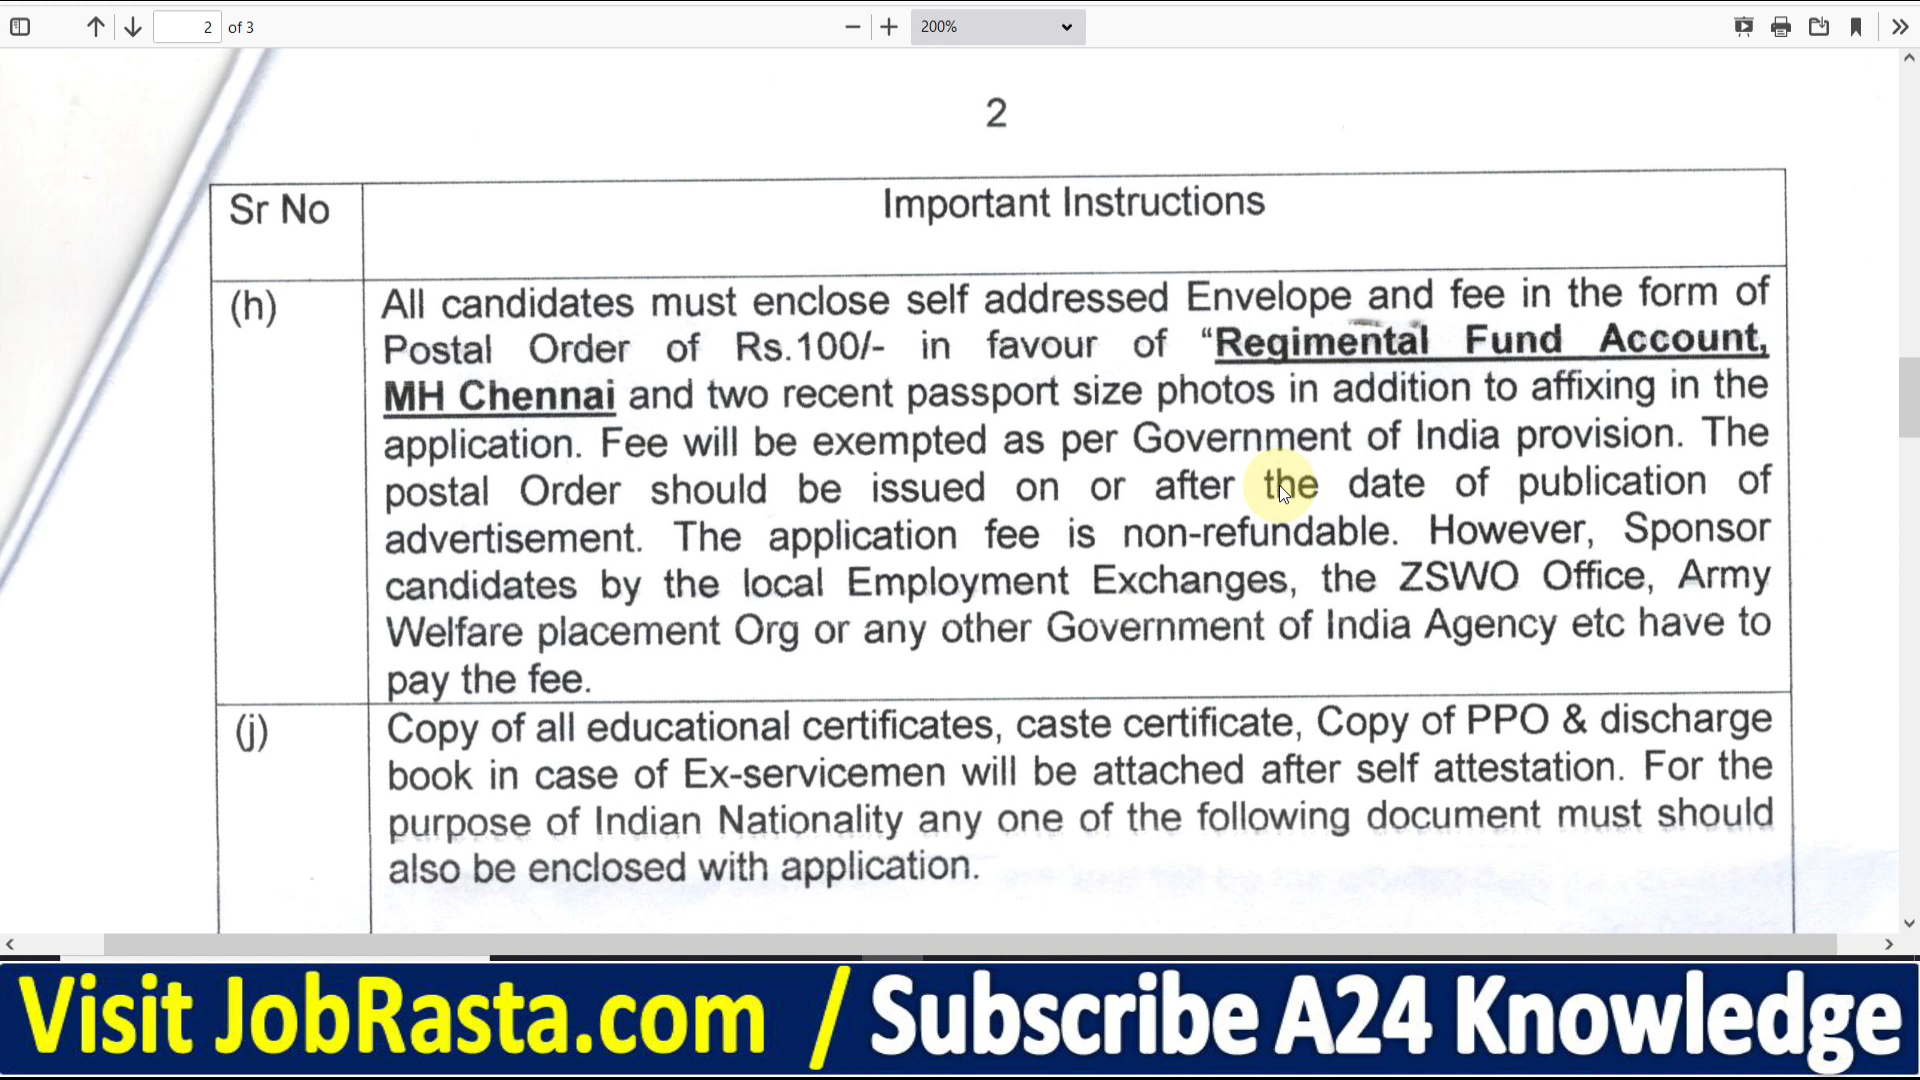 2 of 3 200%
2
Sr No Important Instructions
(h) All candidates must enclose self addressed Envelope and fee in the form of
Postal Order of Rs.100/- in favour of “Regimental Fund Account,
MH Chennai and two recent passport size photos in addition to affixing in the
application. Fee will be exempted as per Government of India provision. The
postal Order should be issued on or after the date of publication of
advertisement. The application fee is non-refundable. However, Sponsor
candidates by the local Employment Exchanges, the ZSWO Office, Army
Welfare placement Org or any other Government of India Agency etc have to
pay the fee.
(j) Copy of all educational certificates, caste certificate, Copy of PPO & discharge
book in case of Ex-servicemen will be attached after self attestation. For the
purpose of Indian Nationality any one of the following document must should
also be enclosed with application.
Visit JobRasta.com / Subscribe A24 Knowledge